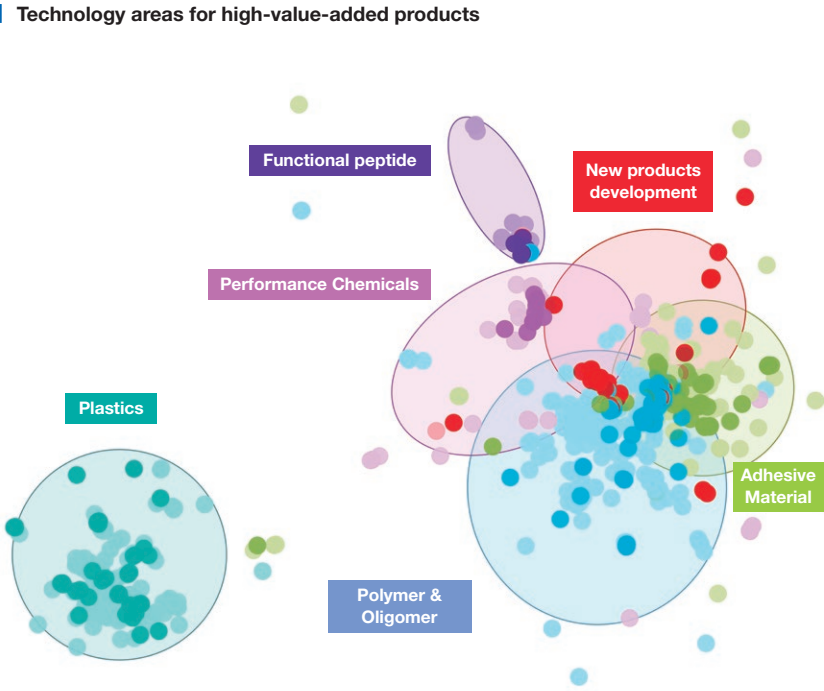 Technology areas for high-value-added products
Functional peptide
New products
development
Performance Chemicals
Plastics
Adhesive
Material
Polymer &
Oligomer